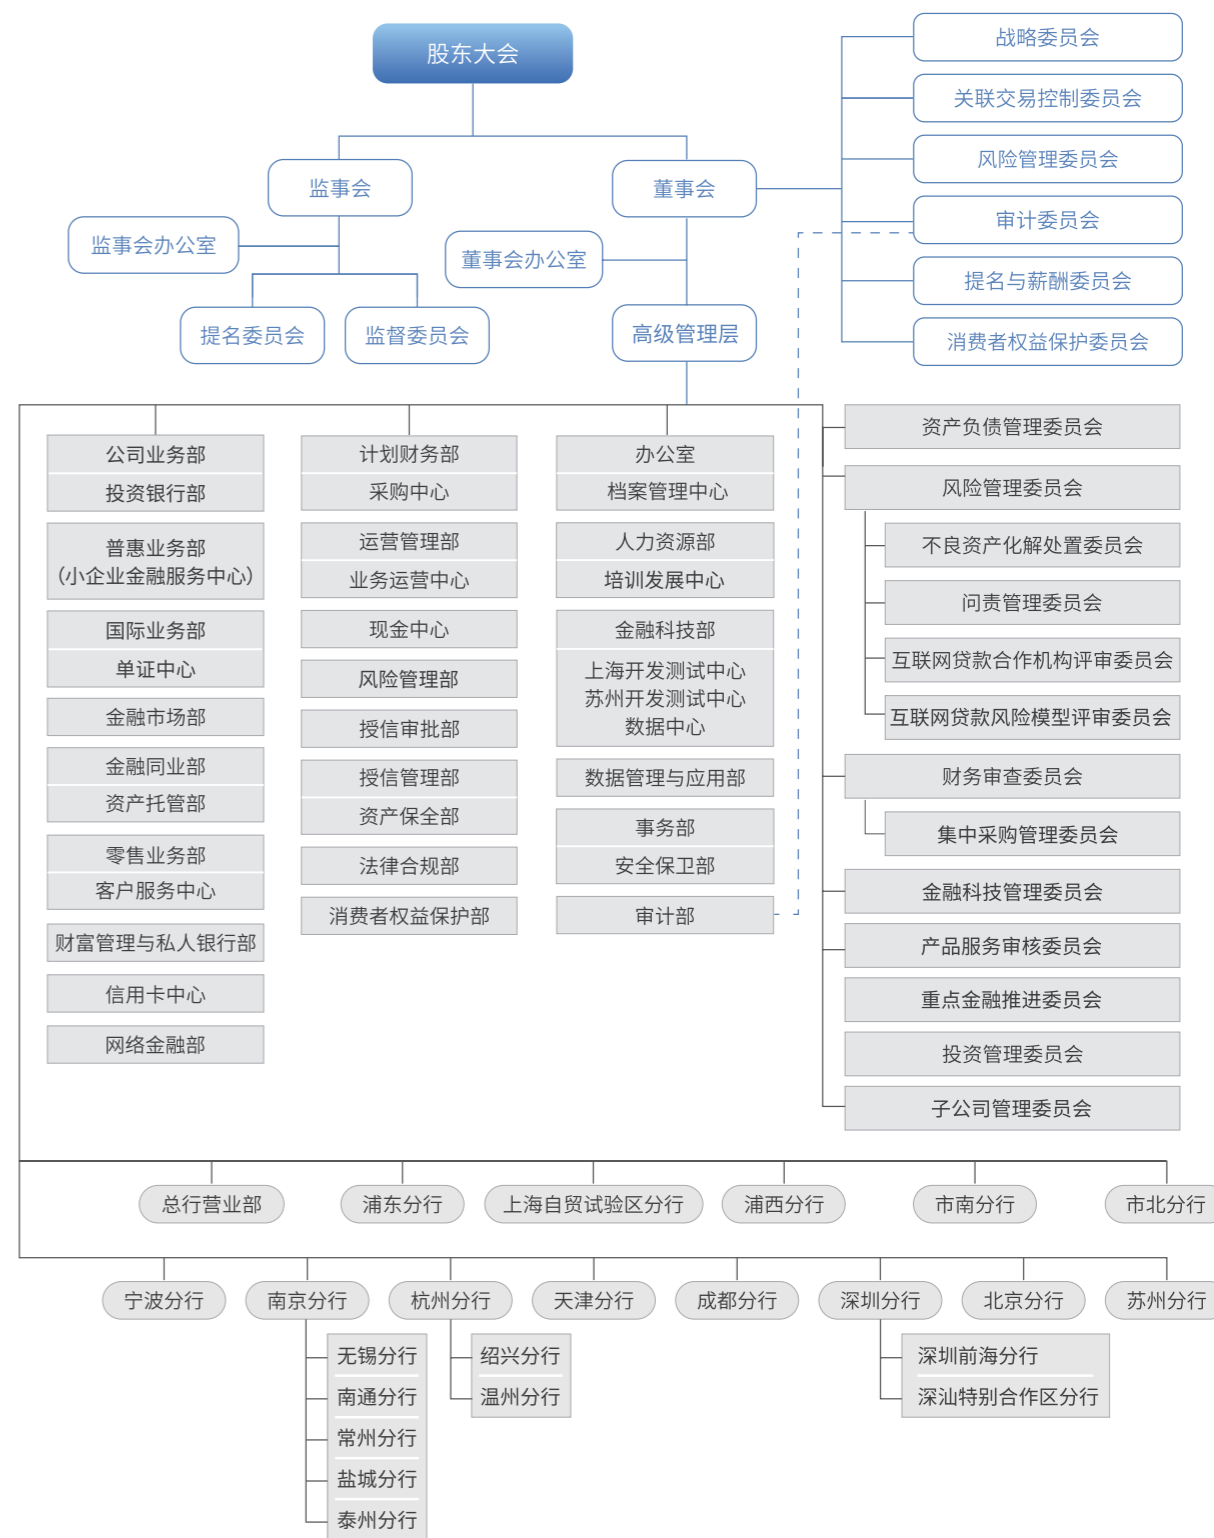 股东大会
监事会
董事会
监事会办公室
董事会办公室
提名委员会
监督委员会
高级管理层
战略委员会
关联交易控制委员会
风险管理委员会
审计委员会
提名与薪酬委员会
消费者权益保护委员会
公司业务部
投资银行部
普惠业务部
（小企业金融服务中心）
国际业务部
单证中心
金融市场部
金融同业部
资产托管部
零售业务部
客户服务中心
财富管理与私人银行部
信用卡中心
网络金融部
计划财务部
采购中心
运营管理部
业务运营中心
现金中心
风险管理部
授信审批部
授信管理部
资产保全部
法律合规部
消费者权益保护部
办公室
档案管理中心
人力资源部
培训发展中心
金融科技部
上海开发测试中心
苏州开发测试中心
数据中心
数据管理与应用部
事务部
安全保卫部
审计部
资产负债管理委员会
风险管理委员会
不良资产化解处置委员会
问责管理委员会
互联网贷款合作机构评审委员会
互联网贷款风险模型评审委员会
财务审查委员会
集中采购管理委员会
金融科技管理委员会
产品服务审核委员会
重点金融推进委员会
投资管理委员会
子公司管理委员会
总行营业部
浦东分行
上海自贸试验区分行
浦西分行
市南分行
市北分行
宁波分行
南京分行
杭州分行
天津分行
成都分行
深圳分行
北京分行
苏州分行
无锡分行
南通分行
常州分行
盐城分行
泰州分行
绍兴分行
温州分行
深圳前海分行
深汕特别合作区分行